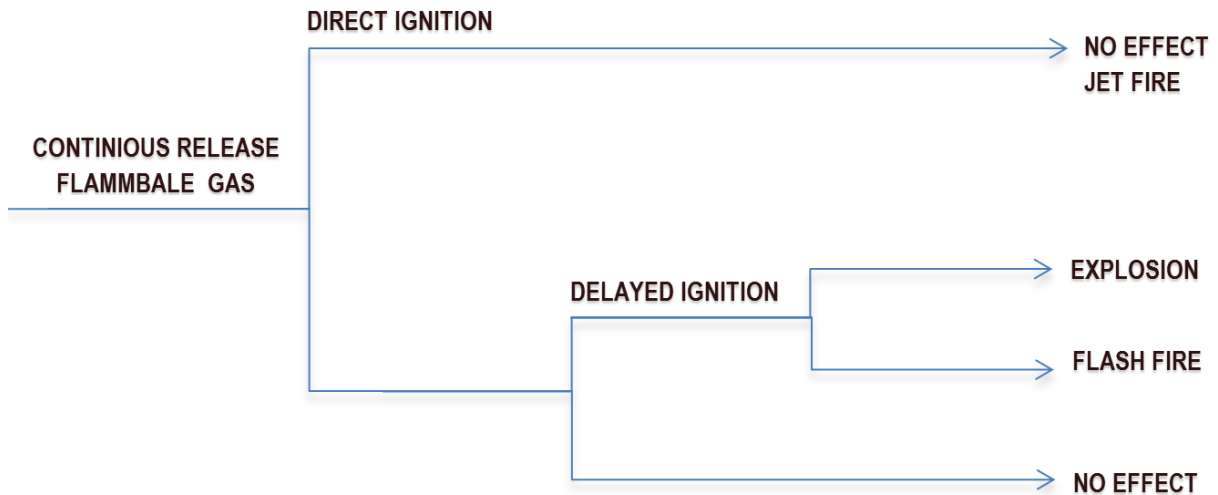 DIRECT IGNITION
NO EFFECT
JET FIRE
CONTINIOUS RELEASE
FLAMMBALE GAS
EXPLOSION
DELAYED IGNITION
FLASH FIRE
NO EFFECT